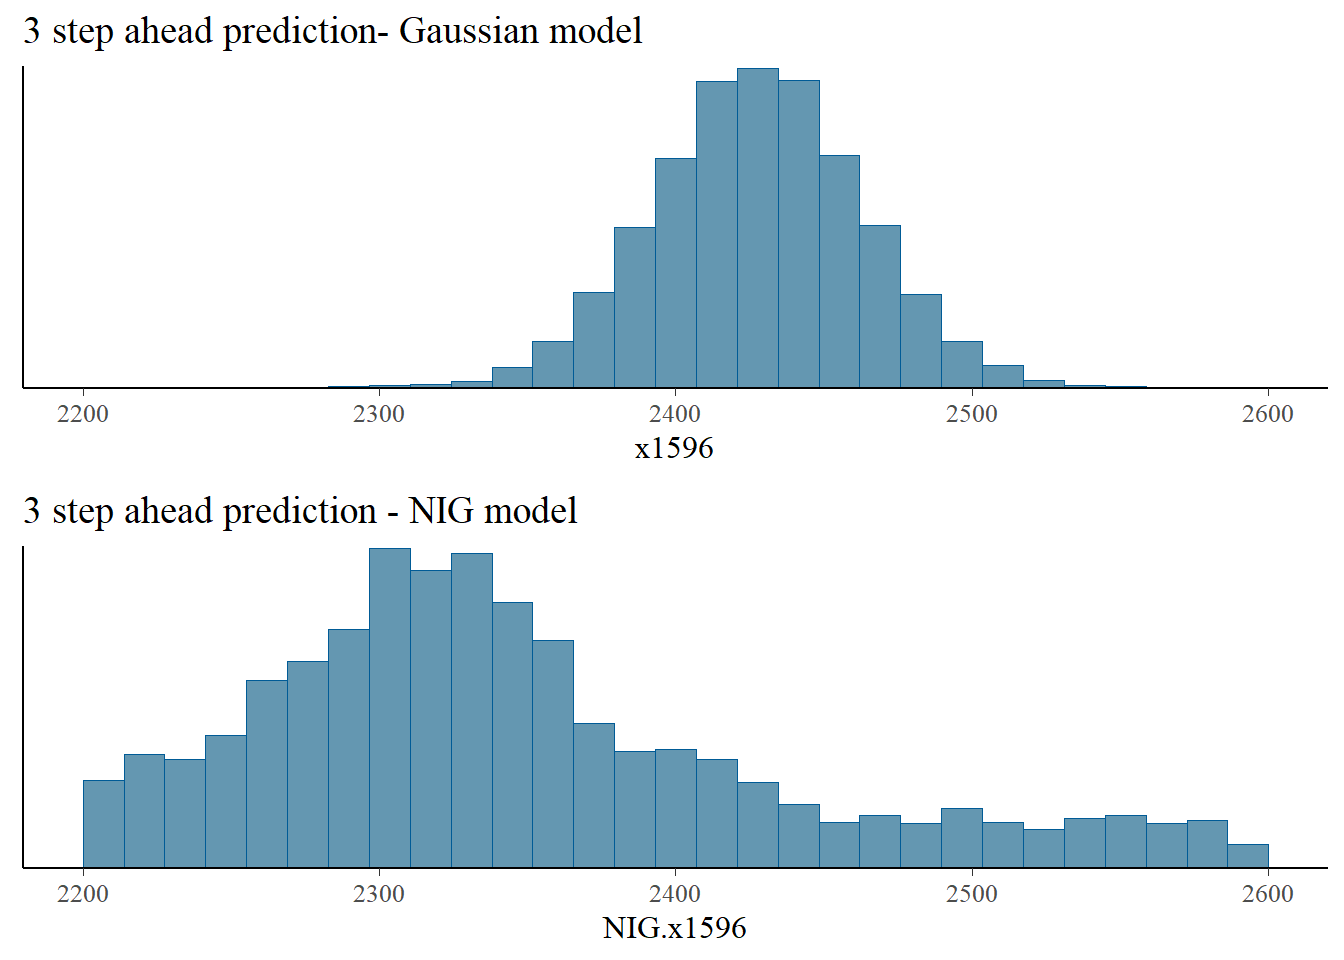 3 step ahead prediction- Gaussian model
2200 2300 2400 2500 2600
x1596
3 step ahead prediction - NIG model
2200 2300 2400 2500 2600
NIG.x1596